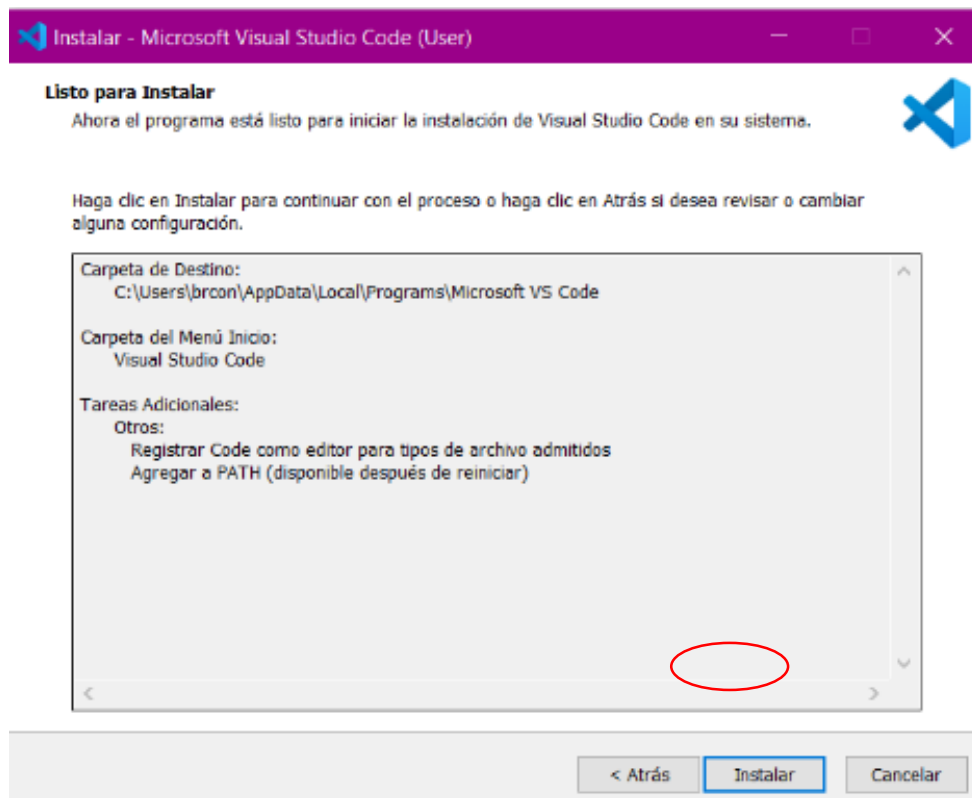 Instalar - Microsoft Visual Studio Code (User)
Listo para Instalar
Ahora el programa está listo para iniciar la instalación de Visual Studio Code en su sistema.
Haga clic en Instalar para continuar con el proceso o haga clic en Atrás si desea revisar o cambiar
alguna configuración.
Carpeta de Destino:
C:\Users\brcon\AppData\Local\Programs\Microsoft VS Code
Carpeta del Menú Inicio:
Visual Studio Code
Tareas Adicionales:
Otros:
Registrar Code como editor para tipos de archivo admitidos
Agregar a PATH (disponible después de reiniciar)
< Atrás
Instalar
Cancelar